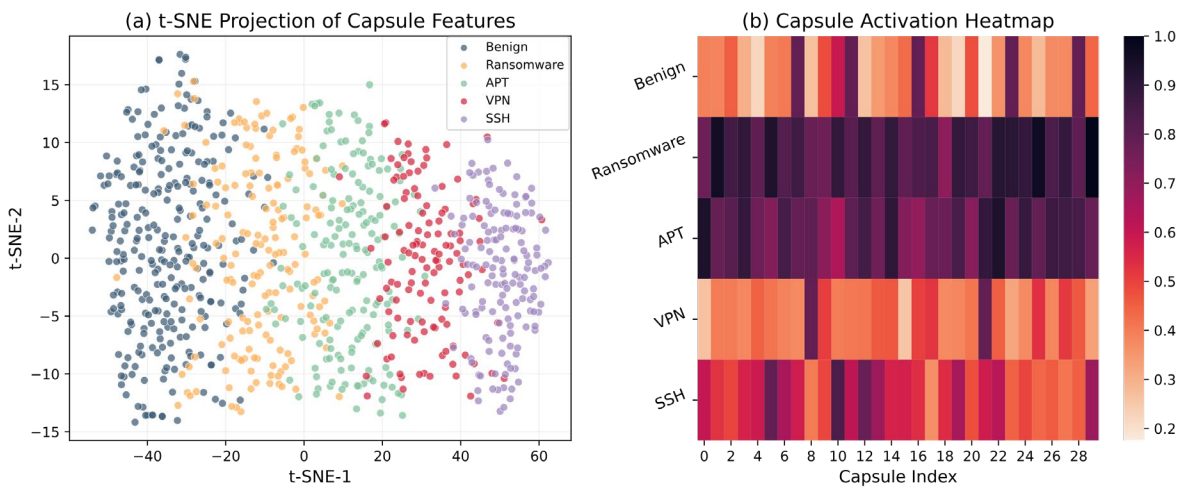 (a) t-SNE Projection of Capsule Features
t-SNE-2
15
10
5
0
−5
−10
−15
−40
−20
0
20
40
60
t-SNE-1
Benign
Ransomware
APT
VPN
SSH
(b) Capsule Activation Heatmap
Benign
Ransomware
APT
VPN
SSH
0
2
4
6
8
10
12
14
16
18
20
22
24
26
28
Capsule Index
1.0
0.9
0.8
0.7
0.6
0.5
0.4
0.3
0.2